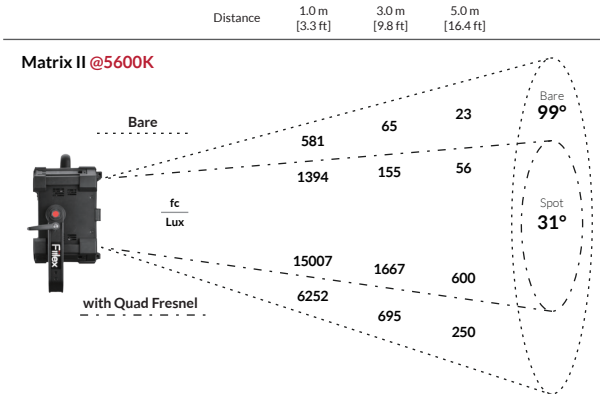 Distance 1.0 m 3.0 m 5.0 m
[3.3 ft] [9.8 ft] [16.4 ft]
Matrix II @5600K
Bare
99°
Bare
581 65 23
1394 155 56
fc
Lux
Spot
31°
Fiilex
15007 1667 600
with Quad Fresnel
6252 695 250